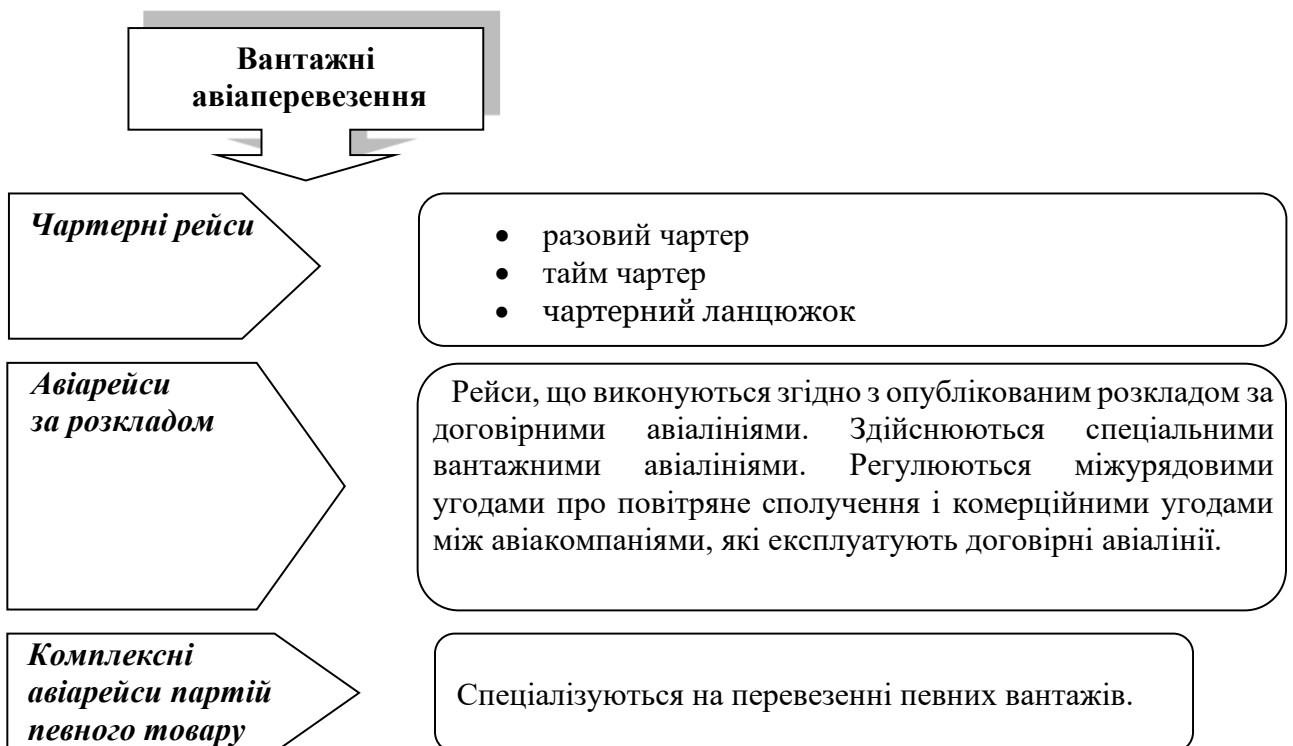 Вантажні
авіаперевезення
Чартерні рейси
• разовий чартер
• тайм чартер
• чартерний ланцюжок
Авіарейси
за розкладом
Рейси, що виконуються згідно з опублікованим розкладом за
договірними авіалініями. Здійснюються спеціальними
вантажними авіалініями. Регулюються міжурядовими
угодами про повітряне сполучення і комерційними угодами
між авіакомпаніями, які експлуатують договірні авіалінії.
Комплексні
авіарейси партій
певного товару
Спеціалізуються на перевезенні певних вантажів.